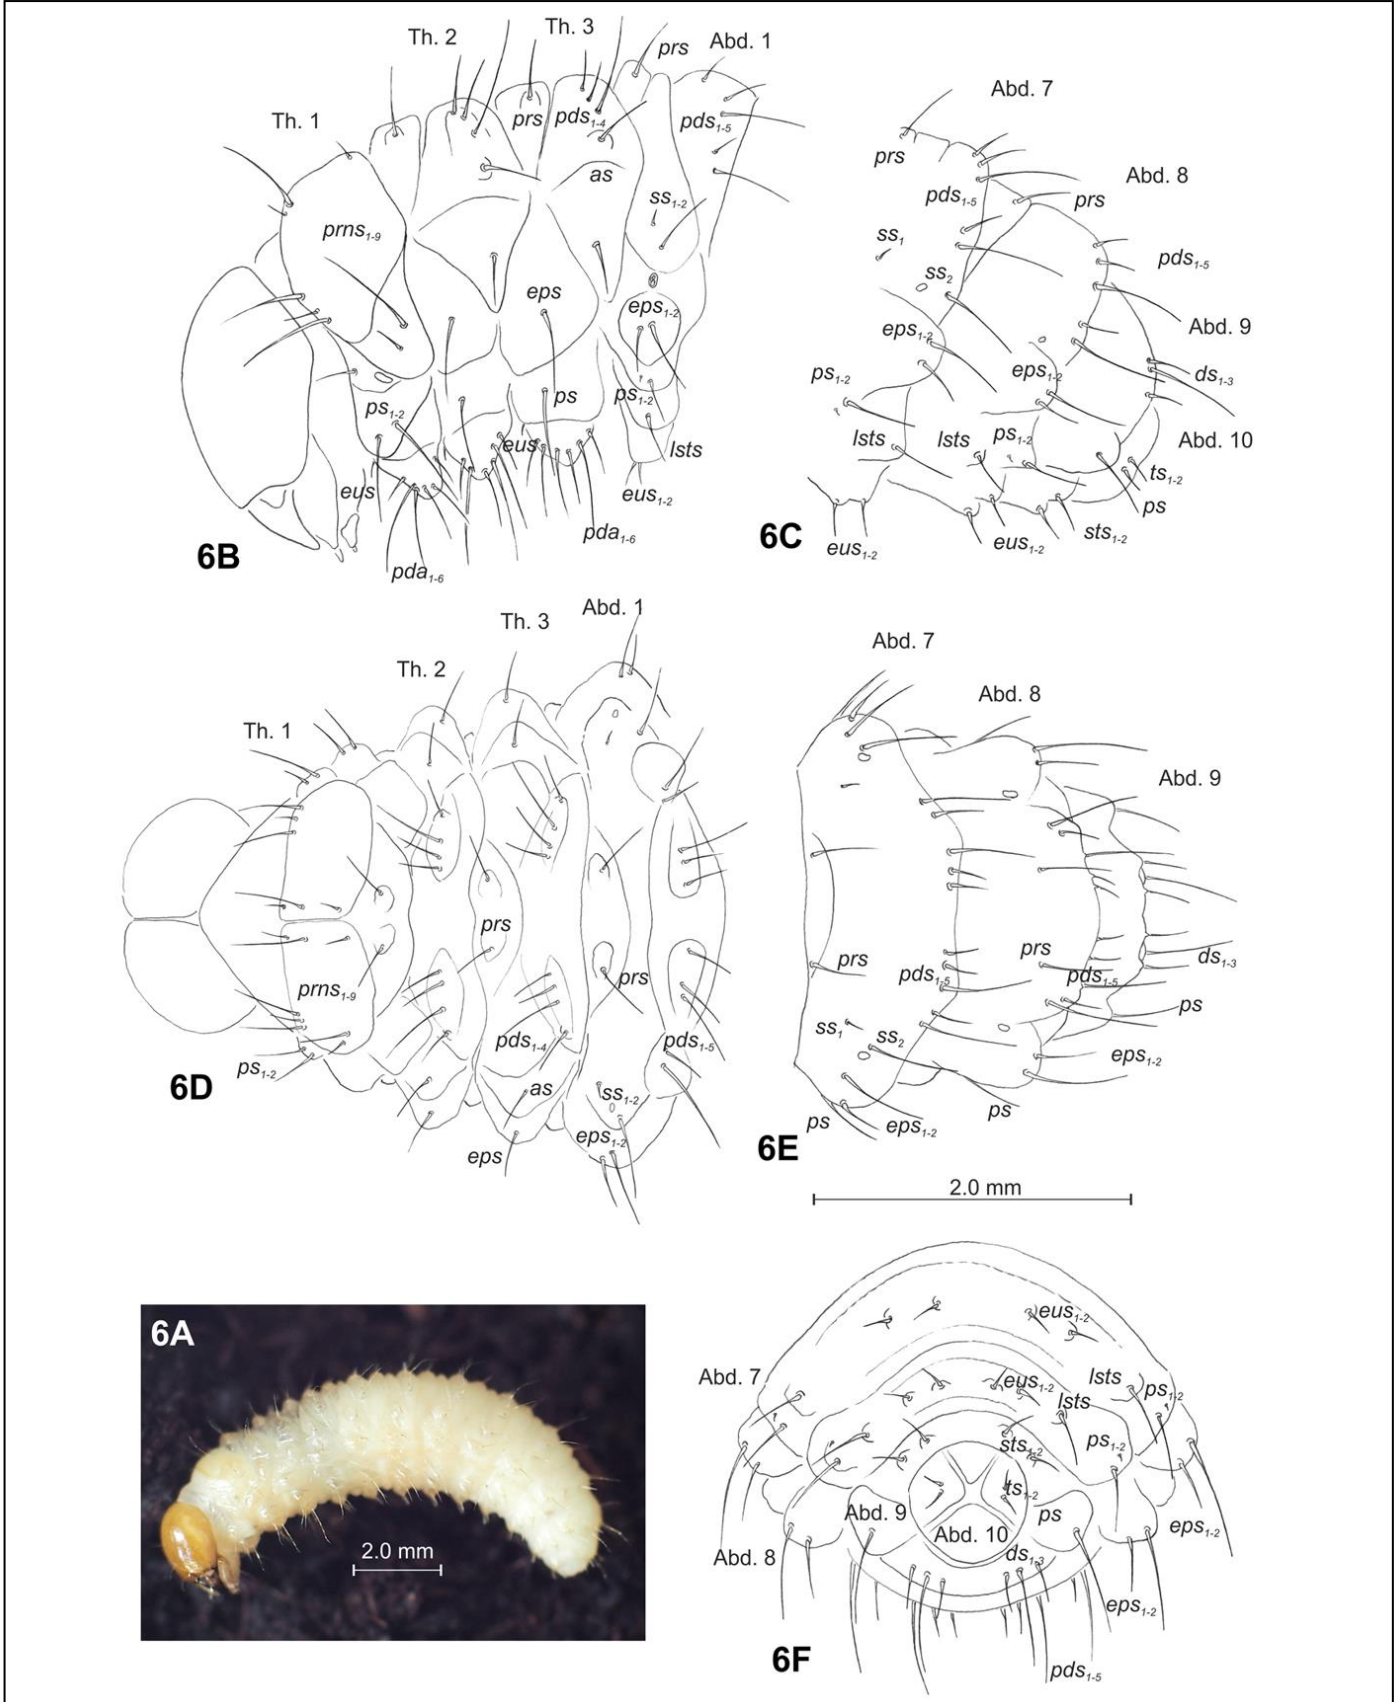 Th. 1
Th. 2
Th. 3
Abd. 1
prs
prs
pds1-4
pds1-5
prns1-9
as
ss1-2
eps
eps1-2
ps1-2
ps
ps1-2
eus
eus
lsts
eus1-2
pda1-6
pda1-6
6B
Abd. 7
prs
Abd. 8
pds1-5
prs
ss1
ss2
pds1-5
Abd. 9
eps1-2
eps1-2
ps1-2
ds1-3
lsts
lsts
ps1-2
Abd. 10
ts1-2
ps
eus1-2
eus1-2
sts1-2
6C
Th. 1
Th. 2
Th. 3
Abd. 1
prs
prs
prns1-9
pds1-4
pds1-5
ps1-2
as
ss1-2
eps
eps1-2
6D
Abd. 7
Abd. 8
Abd. 9
prs
prs
pds1-5
pds1-5
ds1-3
ss1
ss2
ps
eps1-2
ps
eps1-2
ps
6E
2.0 mm
6A
2.0 mm
eus1-2
Abd. 7
eus1-2
lsts
lsts
ps1-2
sts1-2
ps1-2
ts1-2
Abd. 9
ps
Abd. 10
eps1-2
Abd. 8
ds1-3
eps1-2
pds1-5
6F